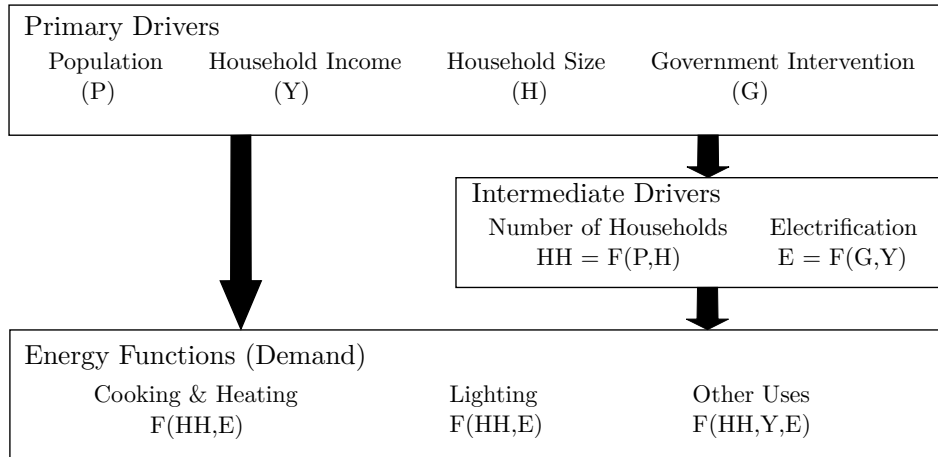 Primary Drivers
Population Household Income Household Size Government Intervention
(P) (Y) (H) (G)
Intermediate Drivers
Number of Households Electrification
HH = F(P,H) E = F(G,Y)
Energy Functions (Demand)
Cooking & Heating Lighting Other Uses
F(HH,E) F(HH,E) F(HH,Y,E)